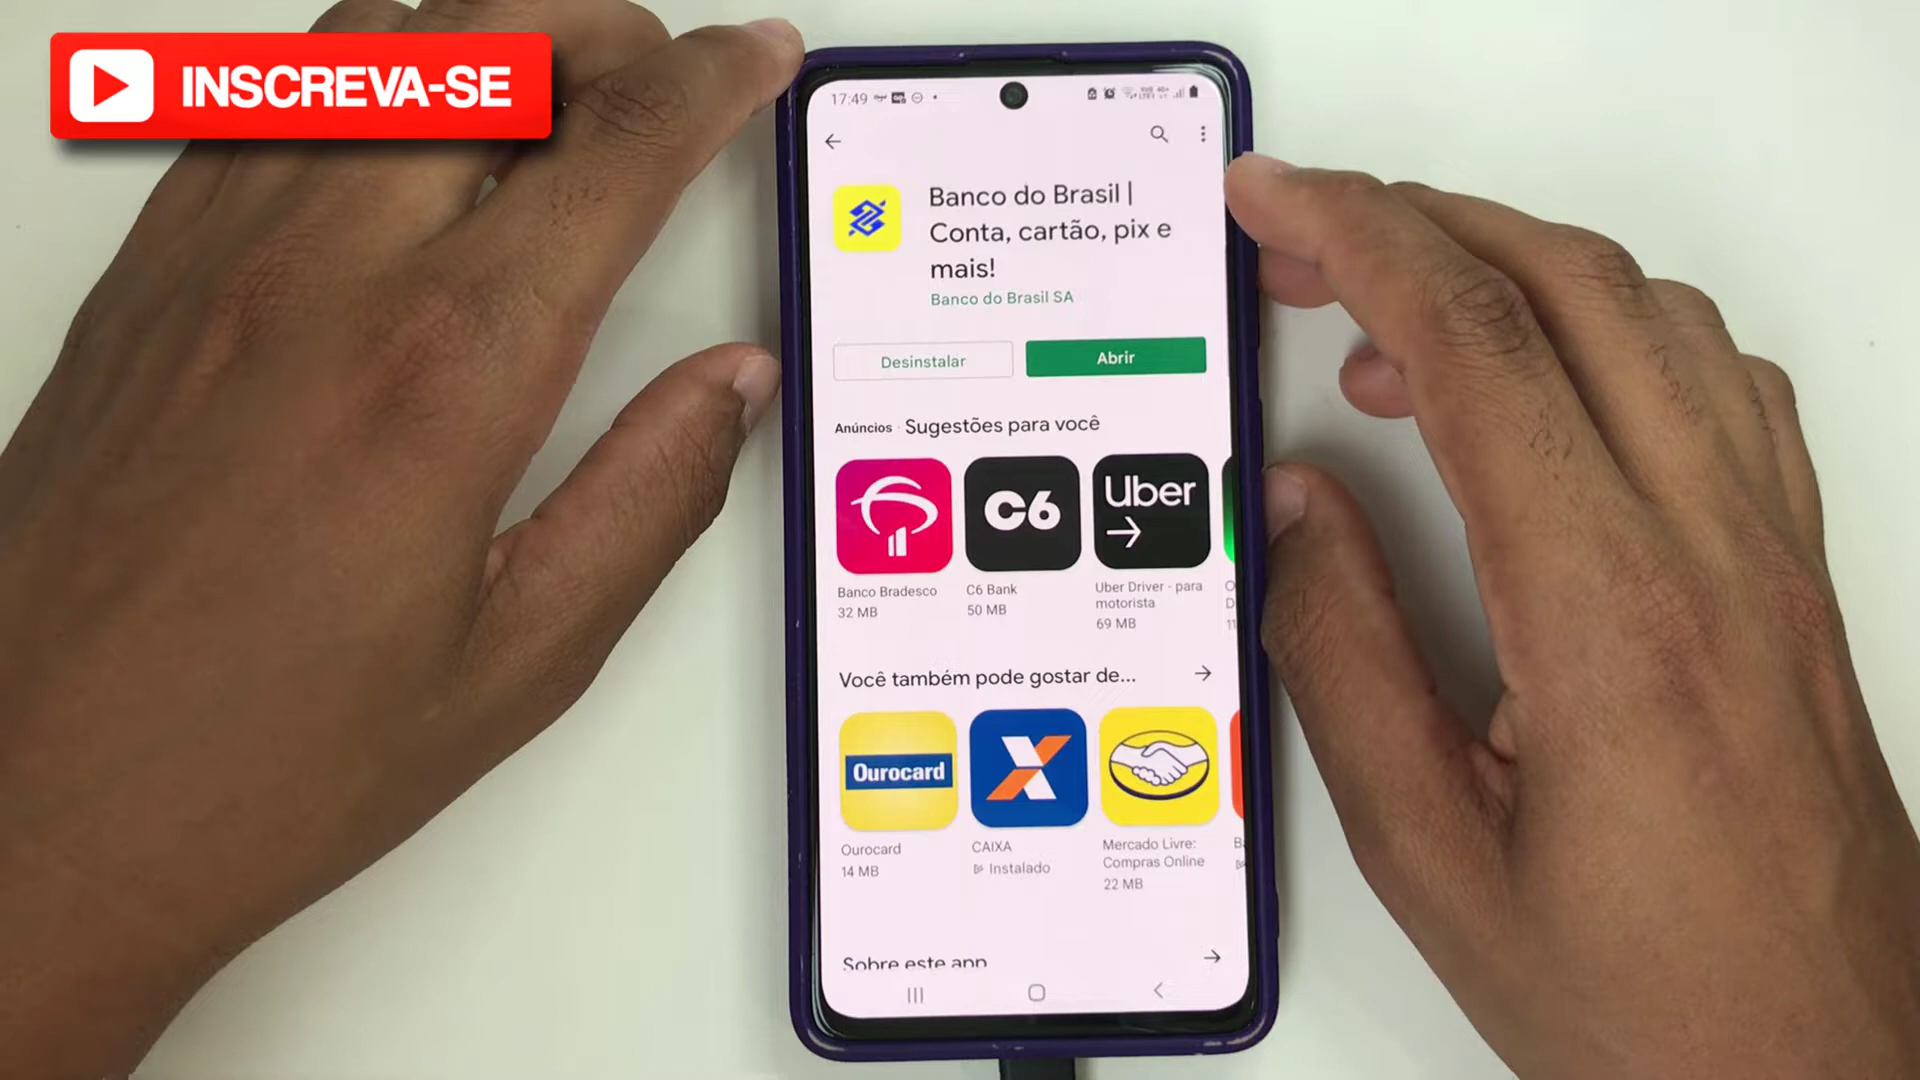 INSCREVA-SE
17:49
Banco do Brasil |
Conta, cartão, pix e
mais!
Banco do Brasil SA
Desinstalar
Abrir
Anúncios · Sugestões para você
C6
Uber
Banco Bradesco
32 MB
C6 Bank
50 MB
Uber Driver - para
motorista
69 MB
Você também pode gostar de...
Ourocard
Ourocard
14 MB
CAIXA
Instalado
Mercado Livre:
Compras Online
22 MB
Sobre este app